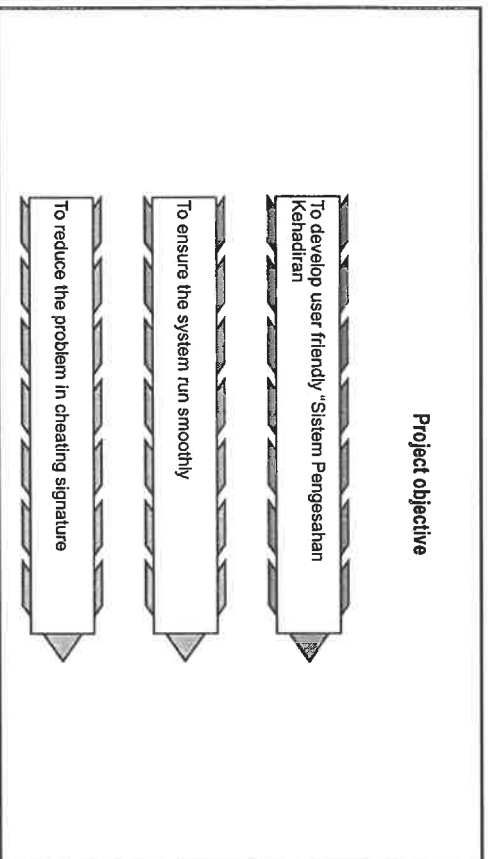 Project objective
To develop user friendly "Sistem Pengesahan
Kehadiran
To ensure the system run smoothly
To reduce the problem in cheating signature